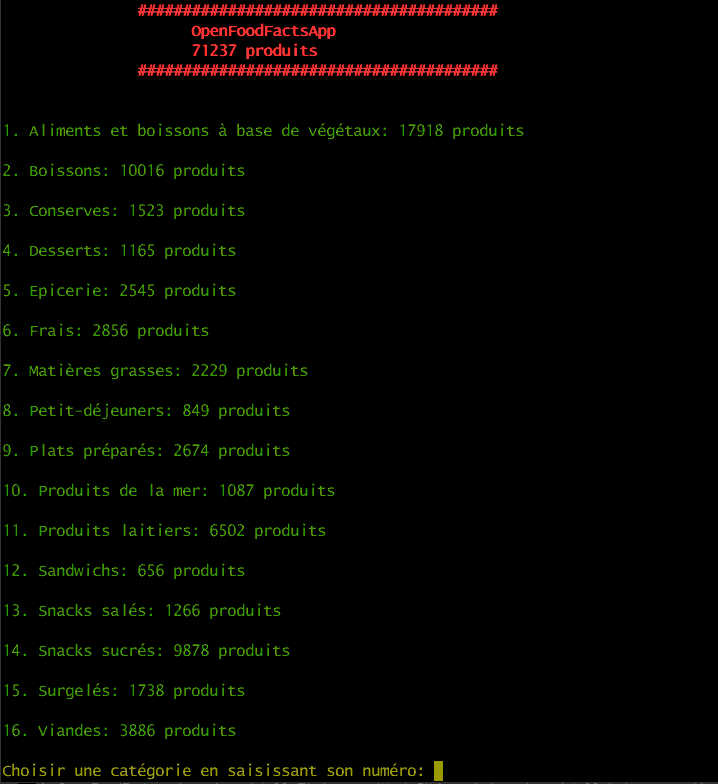 ########################################
OpenFoodFactsApp
71237 produits
########################################
1. Aliments et boissons à base de végétaux: 17918 produits
2. Boissons: 10016 produits
3. Conserves: 1523 produits
4. Desserts: 1165 produits
5. Epicerie: 2545 produits
6. Frais: 2856 produits
7. Matières grasses: 2229 produits
8. Petit-déjeuners: 849 produits
9. Plats préparés: 2674 produits
10. Produits de la mer: 1087 produits
11. Produits laitiers: 6502 produits
12. Sandwichs: 656 produits
13. Snacks salés: 1266 produits
14. Snacks sucrés: 9878 produits
15. Surgelés: 1738 produits
16. Viandes: 3886 produits
Choisir une catégorie en saisissant son numéro: